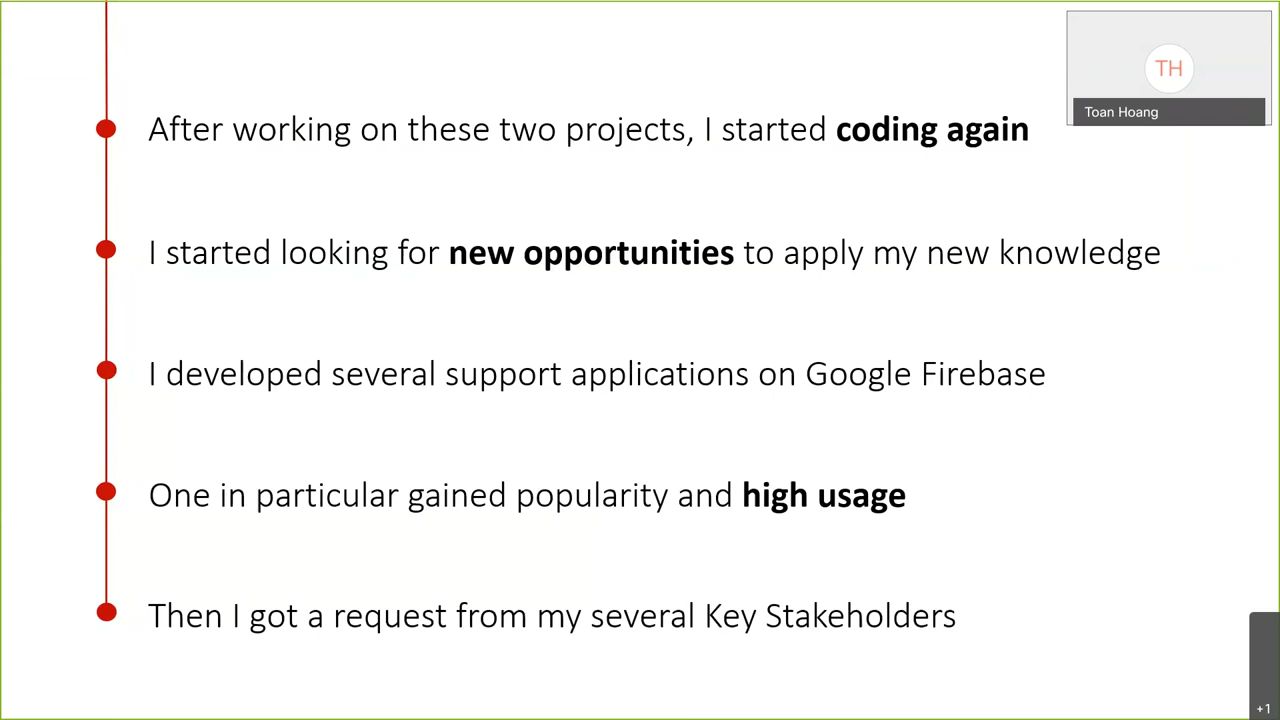 TH
Toan Hoang
After working on these two projects, I started coding again
I started looking for new opportunities to apply my new knowledge
I developed several support applications on Google Firebase
One in particular gained popularity and high usage
Then I got a request from my several Key Stakeholders
+1